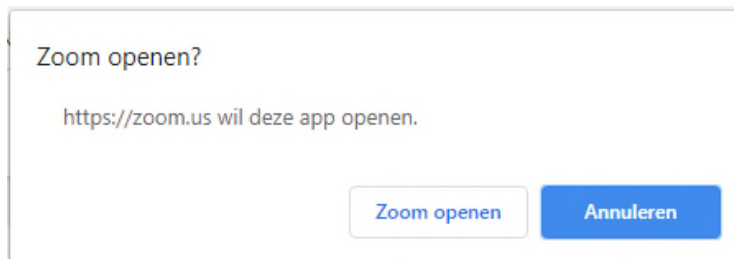 Zoom openen?
https://zoom.us wil deze app openen.
Zoom openen Annuleren